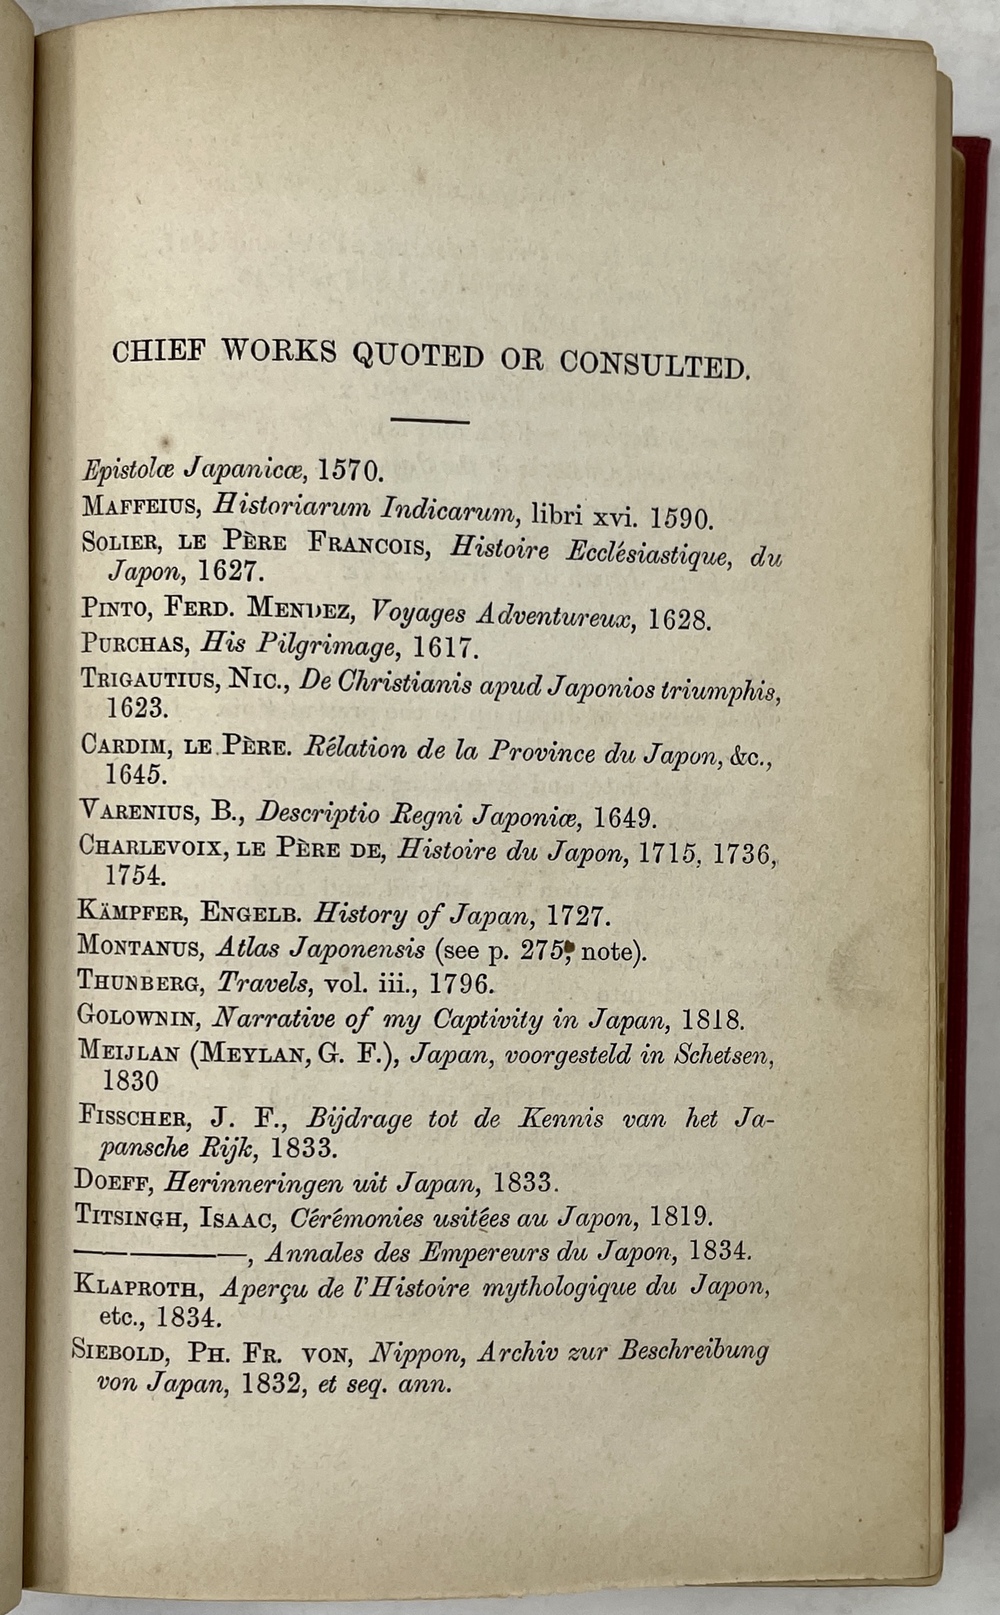 CHIEF WORKS QUOTED OR CONSULTED.
Epistolæ Japanicæ, 1570.
MAFFEIUS, Historiarum Indicarum, libri xvi. 1590.
SOLIER, LE PÈRE FRANCOIS, Histoire Ecclésiastique, du
Japon, 1627.
PINTO, FERD. MENDEZ, Voyages Adventureux, 1628.
PURCHAS, His Pilgrimage, 1617.
TRIGAUTIUS, NIC., De Christianis apud Japonios triumphis,
1623.
CARDIM, LE PÈRE. Rélation de la Province du Japon, &c.,
1645.
VARENIUS, B., Descriptio Regni Japoniæ, 1649.
CHARLEVOIX, LE PÈRE DE, Histoire du Japon, 1715, 1736,
1754.
KÄMPFER, ENGELB. History of Japan, 1727.
MONTANUS, Atlas Japonensis (see p. 275, note).
THUNBERG, Travels, vol. iii., 1796.
GOLOWNIN, Narrative of my Captivity in Japan, 1818.
MEIJLAN (MEYLAN, G. F.), Japan, voorgesteld in Schetsen,
1830
FISSCHER, J. F., Bijdrage tot de Kennis van het Ja-
pansche Rijk, 1833.
DOEFF, Herinneringen uit Japan, 1833.
TITSINGH, ISAAC, Cérémonies usitées au Japon, 1819.
————, Annales des Empereurs du Japon, 1834.
KLAPROTH, Aperçu de l'Histoire mythologique du Japon,
etc., 1834.
SIEBOLD, PH. FR. VON, Nippon, Archiv zur Beschreibung
von Japan, 1832, et seq. ann.